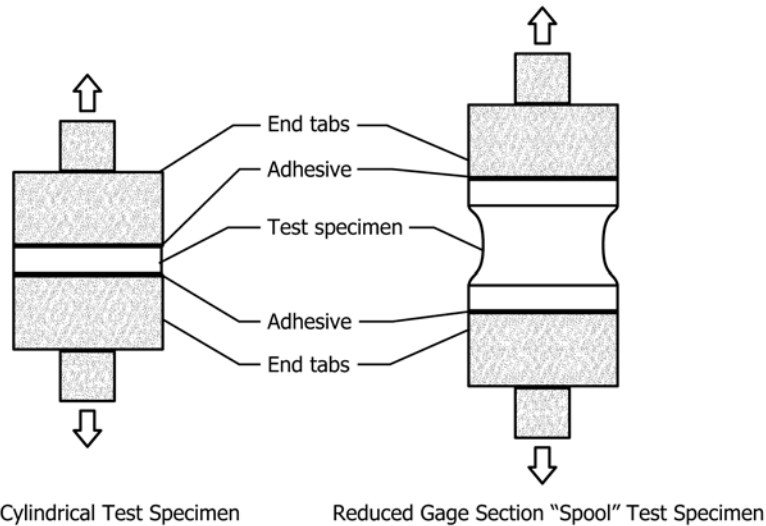 End tabs
Adhesive
Test specimen
Adhesive
End tabs
Cylindrical Test Specimen
Reduced Gage Section “Spool” Test Specimen